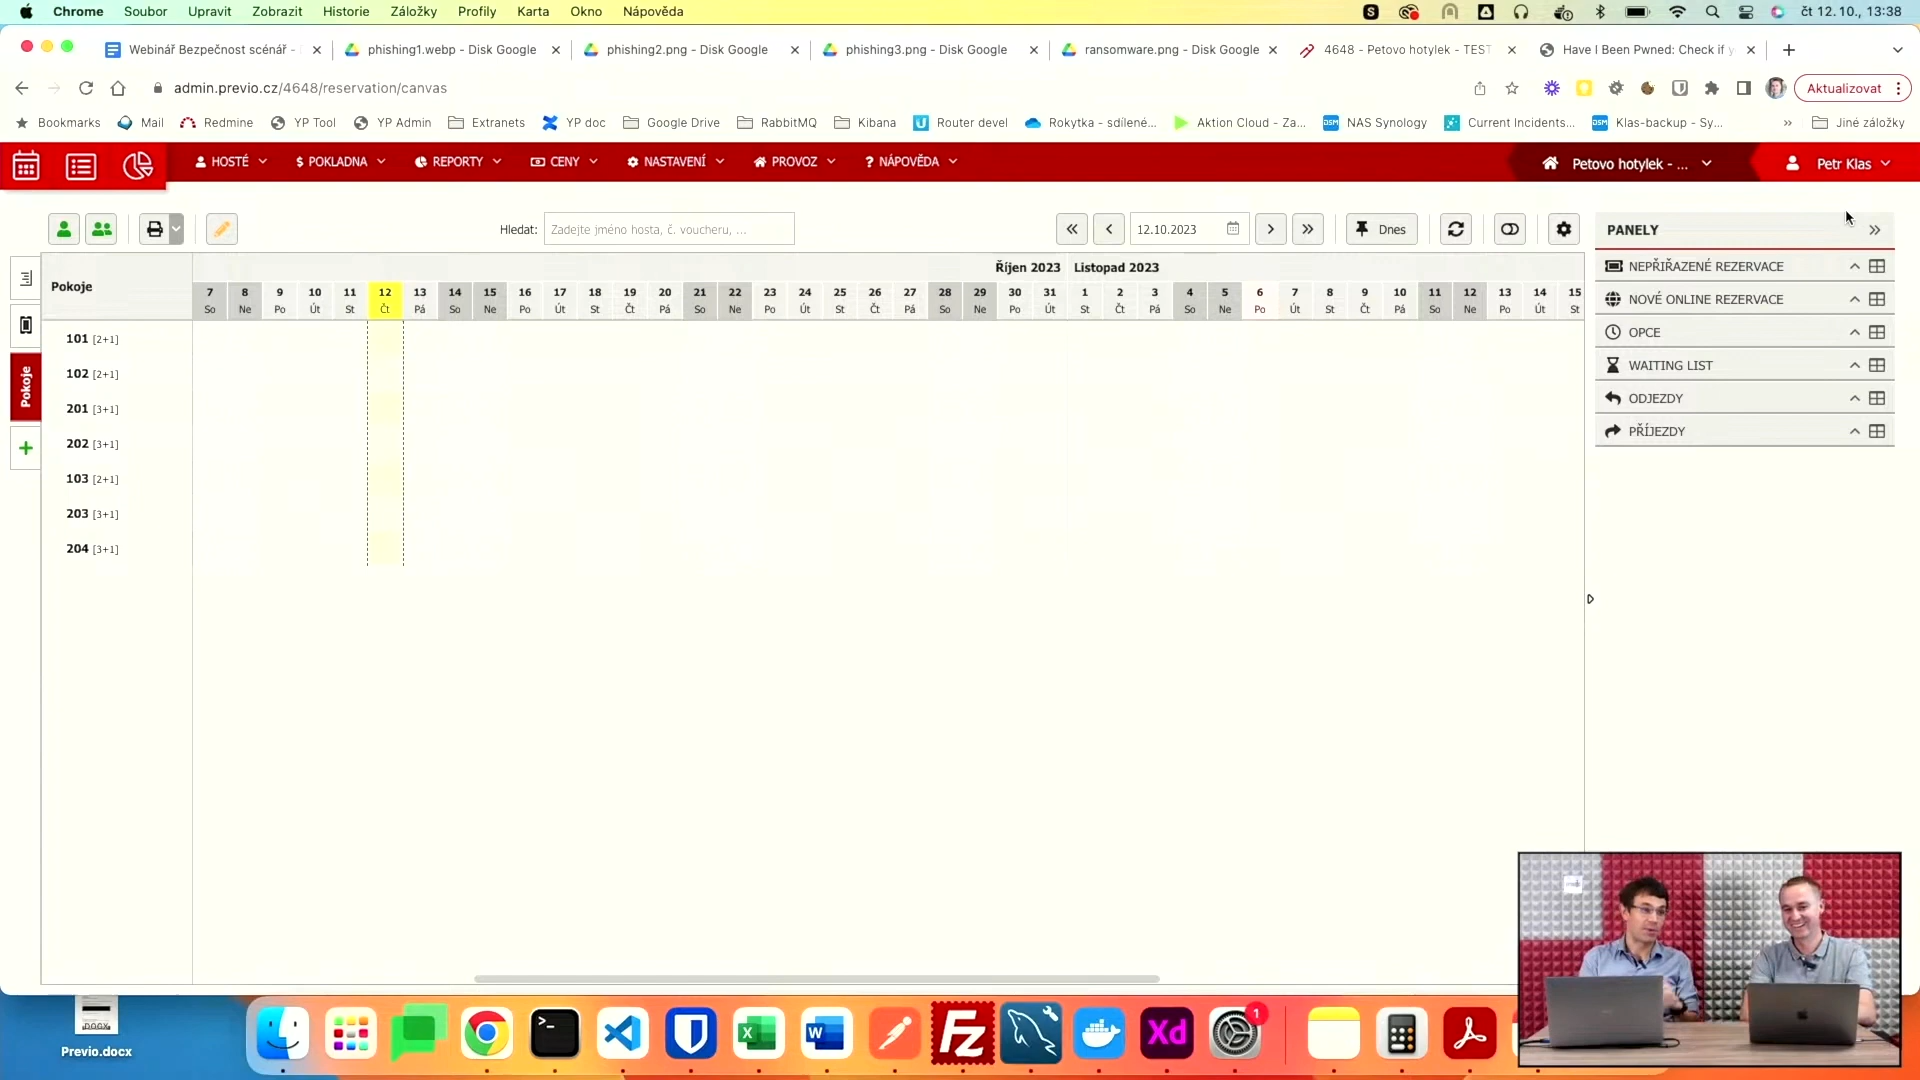 Chrome Soubor Upravit Zobrazit Historie Záložky Profily Karta Okno Nápověda čt 12. 10., 13:38
Webinář Bezpečnost scénář - phishing1.webp - Disk Google phishing2.png - Disk Google phishing3.png - Disk Google ransomware.png - Disk Google 4648 - Petovo hotylek - TEST Have I Been Pwned: Check if y
admin.previo.cz/4648/reservation/canvas Aktualizovat
Bookmarks Mail Redmine YP Tool YP Admin Extranets YP doc Google Drive RabbitMQ Kibana Router devel Rokytka - sdílené... Aktion Cloud - Za... NAS Synology Current Incidents... Klas-backup - Sy... » Jiné záložky
HOSTÉ $ POKLADNA REPORTY CENY NASTAVENÍ PROVOZ ? NÁPOVĚDA Petovo hotylek - ... Petr Klas
Hledat: Zadejte jméno hosta, č. voucheru, ... 12.10.2023 Dnes PANELY
Pokoje
Říjen 2023 Listopad 2023
7 8 9 10 11 12 13 14 15 16 17 18 19 20 21 22 23 24 25 26 27 28 29 30 31 1 2 3 4 5 6 7 8 9 10 11 12 13 14 15
So Ne Po Út St Čt Pá So Ne Po Út St Čt Pá So Ne Po Út St Čt Pá So Ne Po Út St Čt Pá So Ne Po Út St Čt Pá So Ne Po Út St
101 [2+1]
102 [2+1]
201 [3+1]
202 [3+1]
103 [2+1]
203 [3+1]
204 [3+1]
Pokoje
NEPŘIŘAZENÉ REZERVACE
NOVÉ ONLINE REZERVACE
OPCE
WAITING LIST
ODJEZDY
PŘÍJEZDY
DOCX
Previo.docx
X W Fz Xd 1